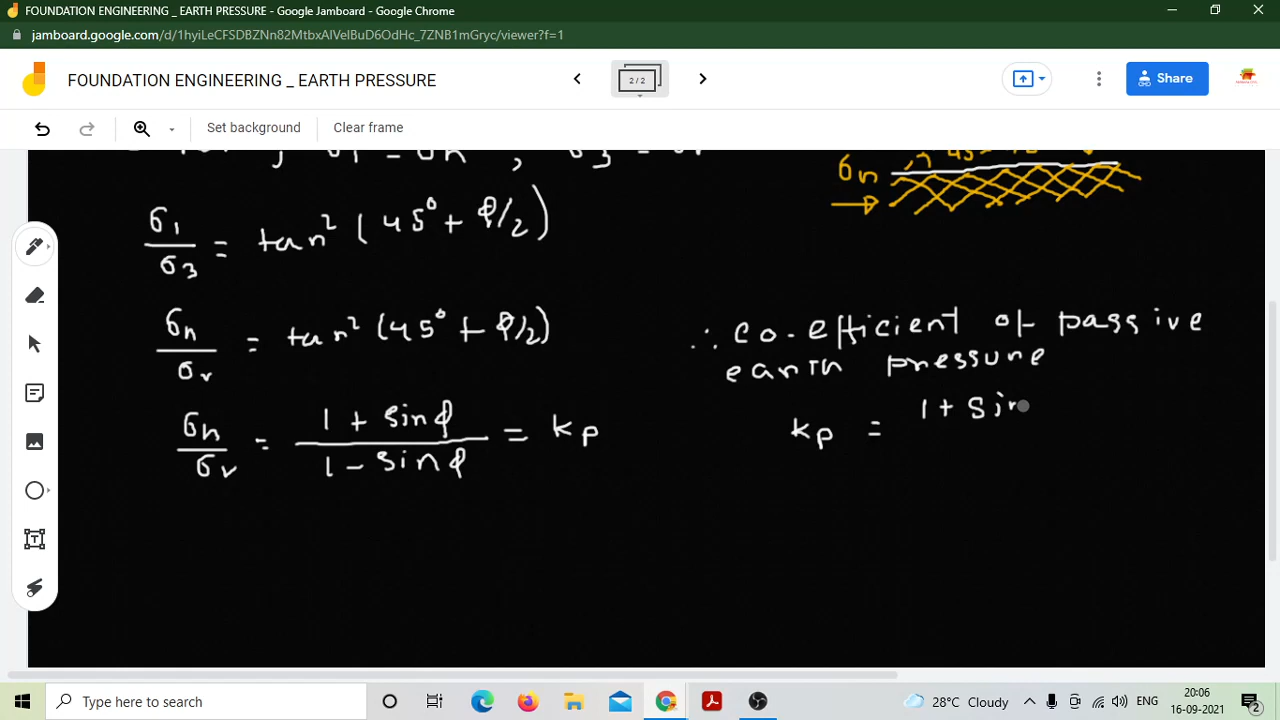 FOUNDATION ENGINEERING _ EARTH PRESSURE - Google Jamboard - Google Chrome
jamboard.google.com/d/1hyiLeCFSDBZNn82MtbxAlVelBuD6OdHc_7ZNB1mGryc/viewer?f=1
FOUNDATION ENGINEERING _ EARTH PRESSURE
2/2
Share
Set background
Clear frame
σh
σ1/σ3 = tan² (45° + φ/2)
σh/σv = tan² (45° + φ/2)
σh/σv = (1 + sinφ)/(1 - sinφ) = kp
∴ co-efficient of passive
earth pressure
kp = 1 + Sin
Type here to search
28°C Cloudy
ENG
20:06
16-09-2021
2